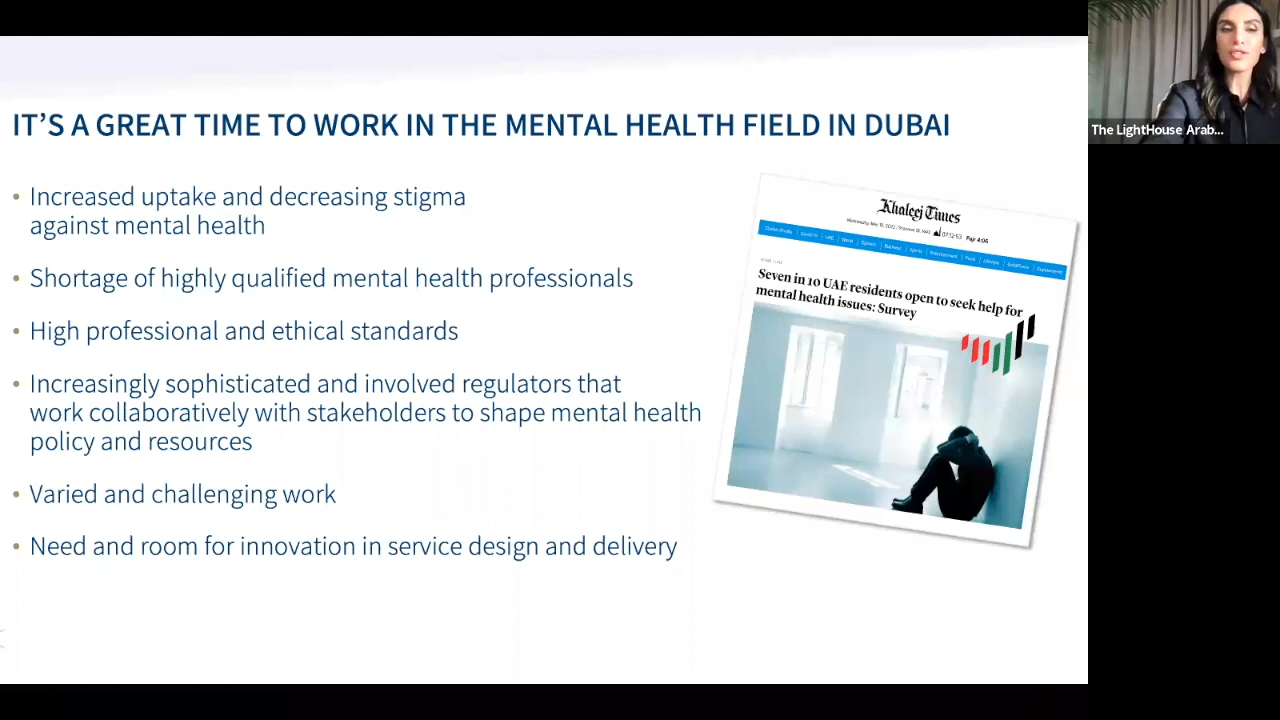 IT’S A GREAT TIME TO WORK IN THE MENTAL HEALTH FIELD IN DUBAI
• Increased uptake and decreasing stigma
against mental health
• Shortage of highly qualified mental health professionals
• High professional and ethical standards
• Increasingly sophisticated and involved regulators that
work collaboratively with stakeholders to shape mental health
policy and resources
• Varied and challenging work
• Need and room for innovation in service design and delivery
Khaleej Times
Seven in 10 UAE residents open to seek help for
mental health issues: Survey
The LightHouse Arab...